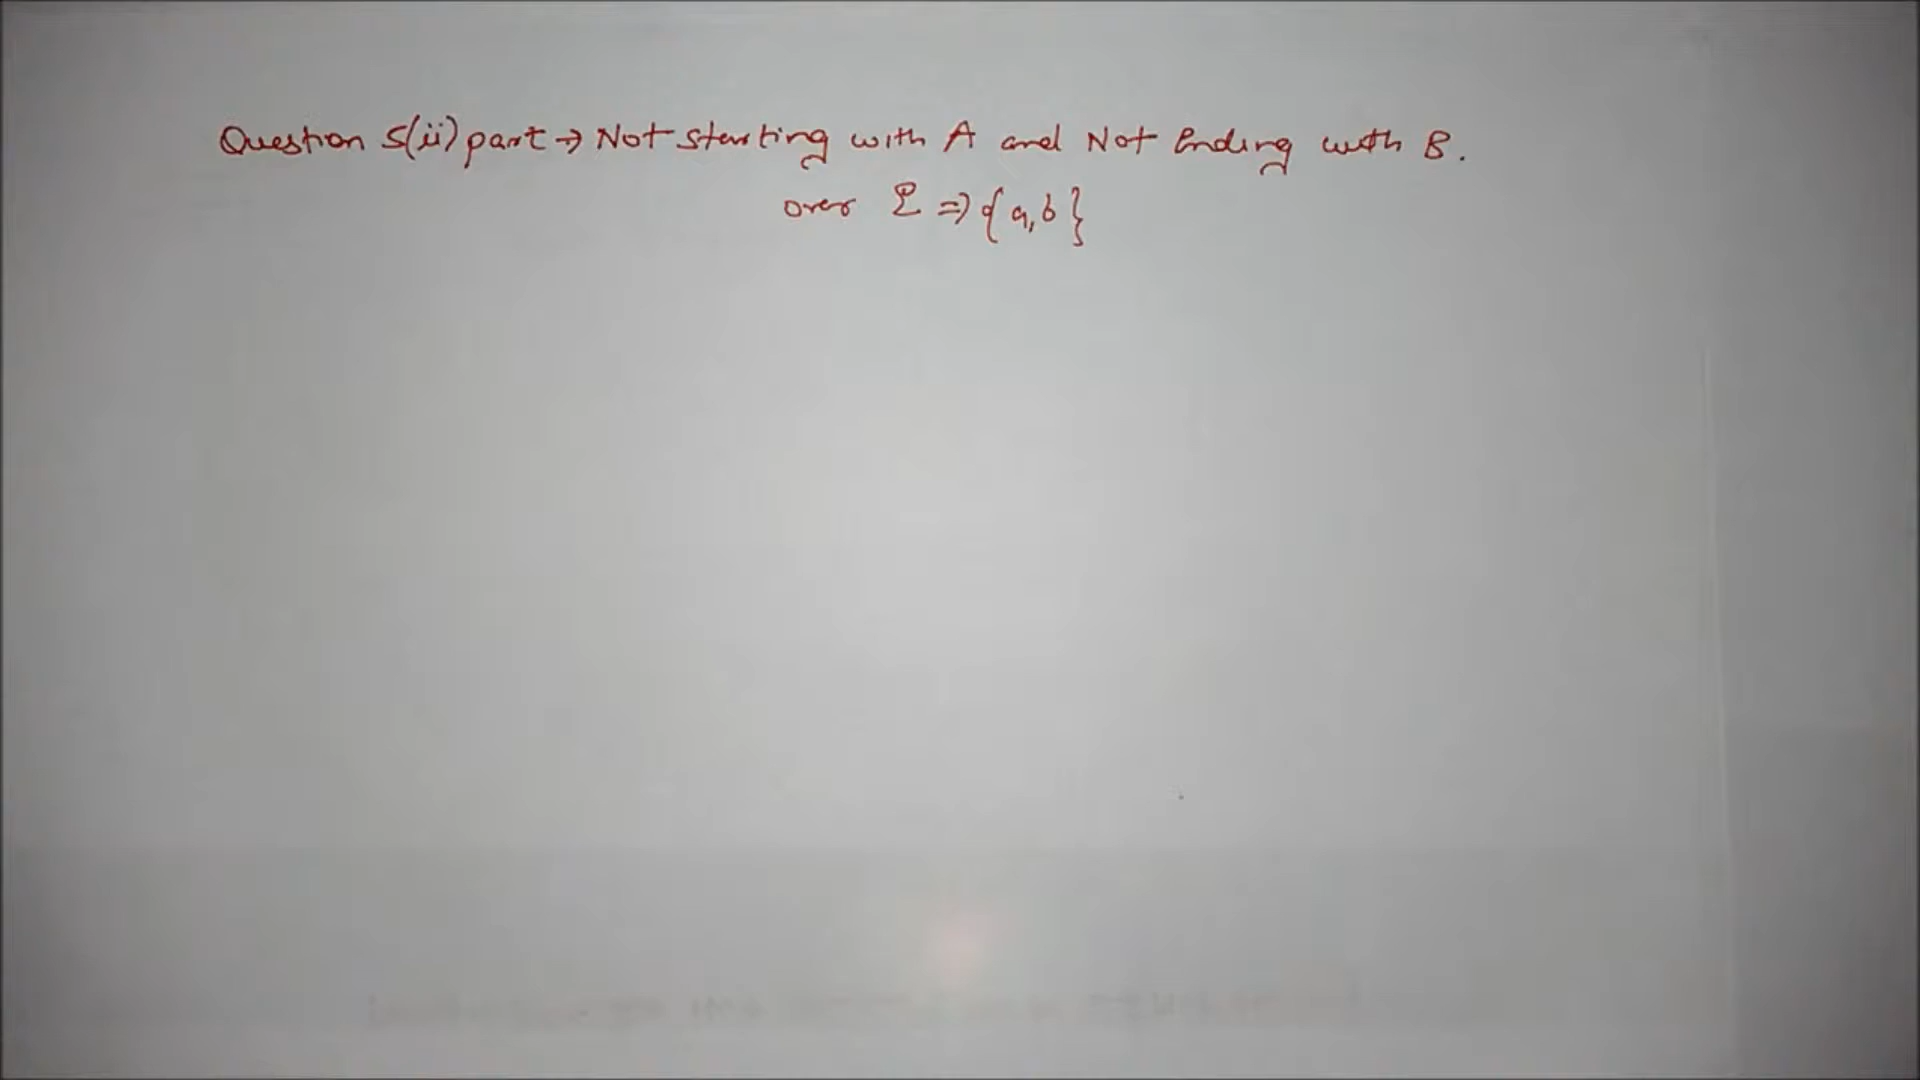 Question 5(ii) part → Not starting with A and Not Ending with B.
over Σ => {a,b}